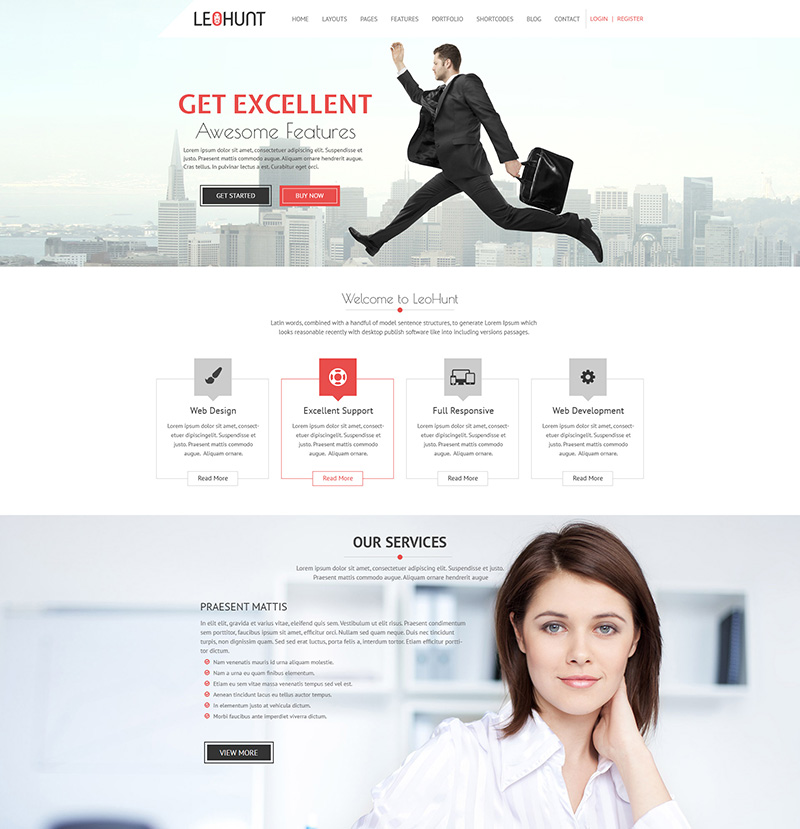 LEOHUNT
HOME LAYOUTS PAGES FEATURES PORTFOLIO SHORTCODES BLOG CONTACT LOGIN | REGISTER
GET EXCELLENT
Awesome Features
Lorem ipsum dolor sit amet, consectetuer adipiscing elit. Suspendisse et
justo. Praesent mattis commodo augue. Aliquam ornare hendrerit augue.
Cras tellus. In pulvinar lectus a est. Curabitur eget orci.
GET STARTED
BUY NOW
Welcome to LeoHunt
Latin words, combined with a handful of model sentence structures, to generate Lorem Ipsum which
looks reasonable recently with desktop publish software like into including versions passages.
Web Design
Lorem ipsum dolor sit amet, consect-
etuer dipiscingelit. Suspendisse et
justo. Praesent mattis commodo
augue. Aliquam ornare.
Read More
Excellent Support
Lorem ipsum dolor sit amet, consect-
etuer dipiscingelit. Suspendisse et
justo. Praesent mattis commodo
augue. Aliquam ornare.
Read More
Full Responsive
Lorem ipsum dolor sit amet, consect-
etuer dipiscingelit. Suspendisse et
justo. Praesent mattis commodo
augue. Aliquam ornare.
Read More
Web Development
Lorem ipsum dolor sit amet, consect-
etuer dipiscingelit. Suspendisse et
justo. Praesent mattis commodo
augue. Aliquam ornare.
Read More
OUR SERVICES
Lorem ipsum dolor sit amet, consectetuer adipiscing elit. Suspendisse et justo.
Praesent mattis commodo augue. Aliquam ornare hendrerit augue
PRAESENT MATTIS
In elit elit, gravida et varius vitae, eleifend quis sem. Vestibulum ut elit risus. Praesent condimentum
sem porttitor, faucibus ipsum sit amet, efficitur orci. Nullam sed quam neque. Duis nec tincidunt
turpis, non dignissim quam. Sed sed erat luctus, porta felis a, interdum tortor. Etiam efficitur portti-
tor dictum.
Nam venenatis mauris id urna aliquam molestie.
Nam a urna eu quam finibus elementum.
Etiam eu sem vitae massa venenatis tempus sed vel est.
Aenean tincidunt lacus eu tellus auctor tempus.
In elementum justo at vehicula dictum.
Morbi faucibus ante imperdiet viverra dictum.
VIEW MORE